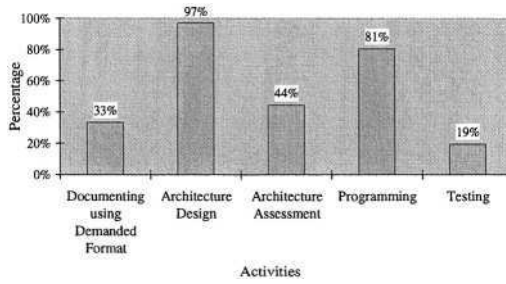 97%
100%
81%
80%
Percentage
60%
44%
40%
33%
19%
20%
0%
Documenting using Demanded Format
Architecture Design
Architecture Assessment
Programming
Testing
Activities